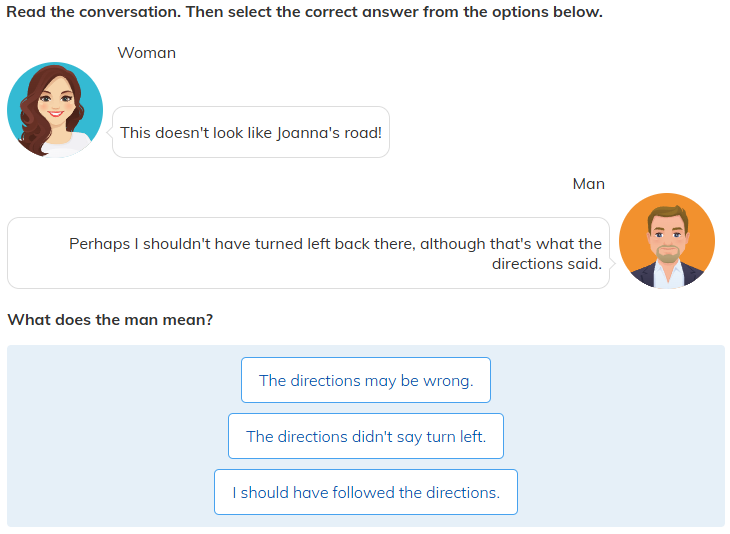 Read the conversation. Then select the correct answer from the options below.
Woman
This doesn't look like Joanna's road!
Man
Perhaps I shouldn't have turned left back there, although that's what the
directions said.
What does the man mean?
The directions may be wrong.
The directions didn't say turn left.
I should have followed the directions.